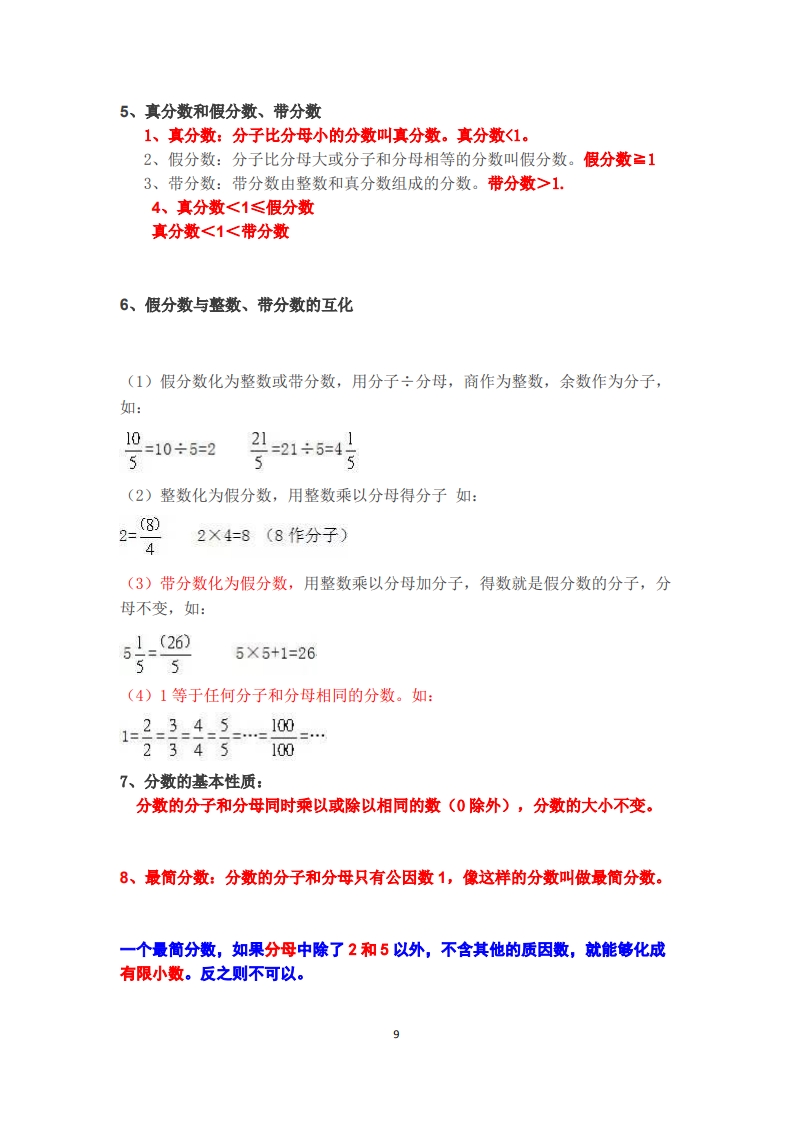 5、真分数和假分数、带分数
1、真分数：分子比分母小的分数叫真分数。真分数<1。
2、假分数：分子比分母大或分子和分母相等的分数叫假分数。假分数≧1
3、带分数：带分数由整数和真分数组成的分数。带分数＞1.
4、真分数＜1≤假分数
真分数＜1＜带分数
6、假分数与整数、带分数的互化
（1）假分数化为整数或带分数，用分子÷分母，商作为整数，余数作为分子，
如：
10/5=10÷5=2 21/5=21÷5=4 1/5
（2）整数化为假分数，用整数乘以分母得分子 如：
2=(8)/4 2×4=8 （8 作分子）
（3）带分数化为假分数，用整数乘以分母加分子，得数就是假分数的分子，分
母不变，如：
5 1/5=(26)/5 5×5+1=26
（4）1 等于任何分子和分母相同的分数。如：
1=2/2=3/3=4/4=5/5=…=100/100=…
7、分数的基本性质：
分数的分子和分母同时乘以或除以相同的数（0 除外），分数的大小不变。
8、最简分数：分数的分子和分母只有公因数 1，像这样的分数叫做最简分数。
一个最简分数，如果分母中除了 2 和 5 以外，不含其他的质因数，就能够化成
有限小数。反之则不可以。
9